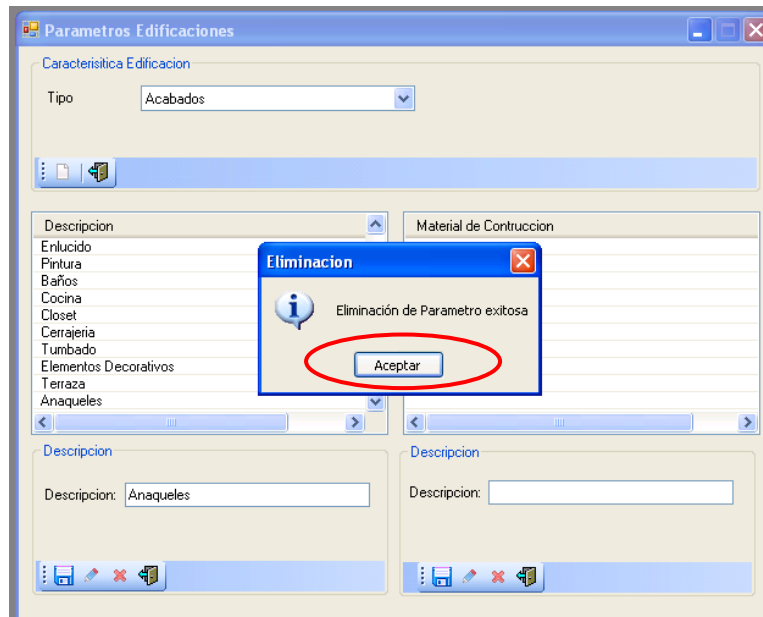 Parametros Edificaciones
Caracterisitica Edificacion
Tipo
Acabados
Descripcion
Material de Contruccion
Enlucido
Pintura
Baños
Cocina
Closet
Cerrajeria
Tumbado
Elementos Decorativos
Terraza
Anaqueles
Eliminacion
Eliminación de Parametro exitosa
Aceptar
Descripcion
Descripcion: Anaqueles
Descripcion
Descripcion: